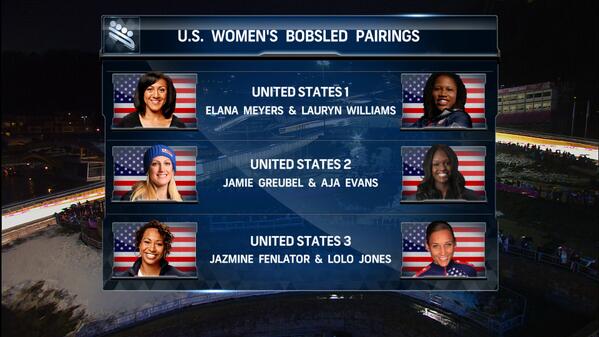 U.S. WOMEN'S BOBSLED PAIRINGS
UNITED STATES 1
ELANA MEYERS & LAURYN WILLIAMS
UNITED STATES 2
JAMIE GREUBEL & AJA EVANS
UNITED STATES 3
JAZMINE FENLATOR & LOLO JONES